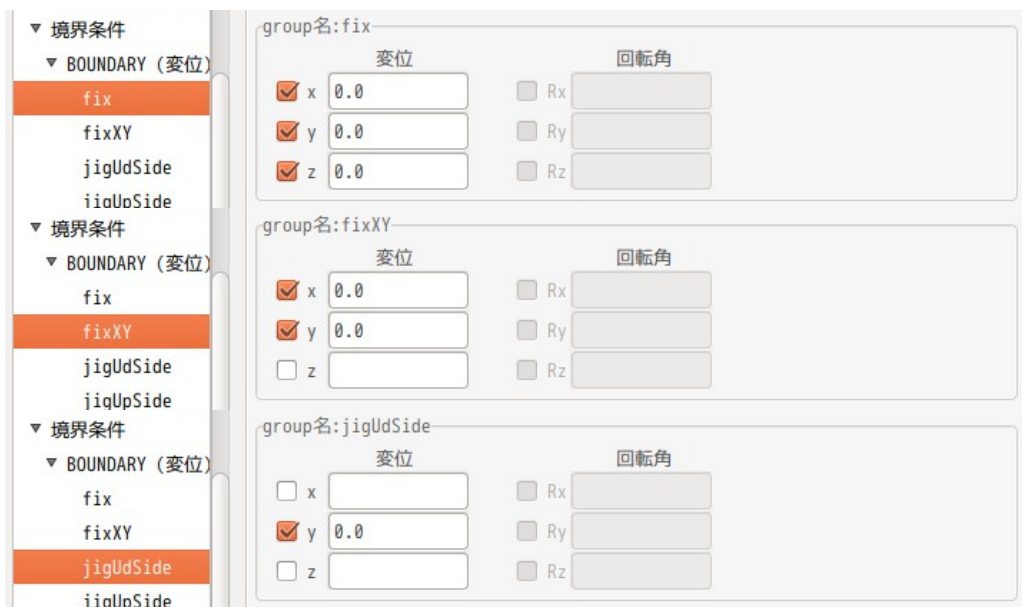 ▼ 境界条件
▼ BOUNDARY (変位)
fix
fixXY
jigUdSide
jigUpSide
group名:fix
変位 回転角
x 0.0 Rx
y 0.0 Ry
z 0.0 Rz
▼ 境界条件
▼ BOUNDARY (変位)
fix
fixXY
jigUdSide
jigUpSide
group名:fixXY
変位 回転角
x 0.0 Rx
y 0.0 Ry
z Rz
▼ 境界条件
▼ BOUNDARY (変位)
fix
fixXY
jigUdSide
jigUpSide
group名:jigUdSide
変位 回転角
x Rx
y 0.0 Ry
z Rz